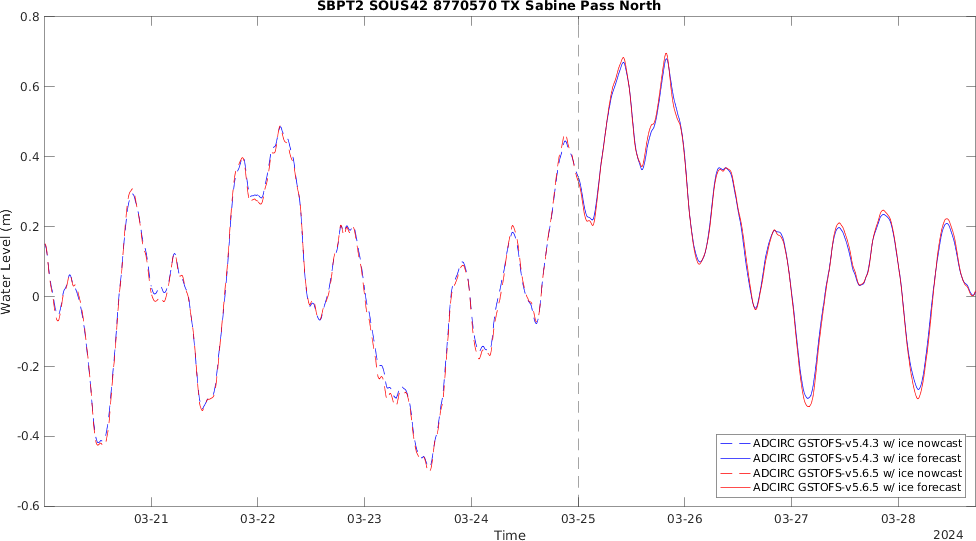 SBPT2 SOUS42 8770570 TX Sabine Pass North
Water Level (m)
0.8
0.6
0.4
0.2
0
-0.2
-0.4
-0.6
03-21
03-22
03-23
03-24
03-25
03-26
03-27
03-28
Time
2024
ADCIRC GSTOFS-v5.4.3 w/ ice nowcast
ADCIRC GSTOFS-v5.4.3 w/ ice forecast
ADCIRC GSTOFS-v5.6.5 w/ ice nowcast
ADCIRC GSTOFS-v5.6.5 w/ ice forecast